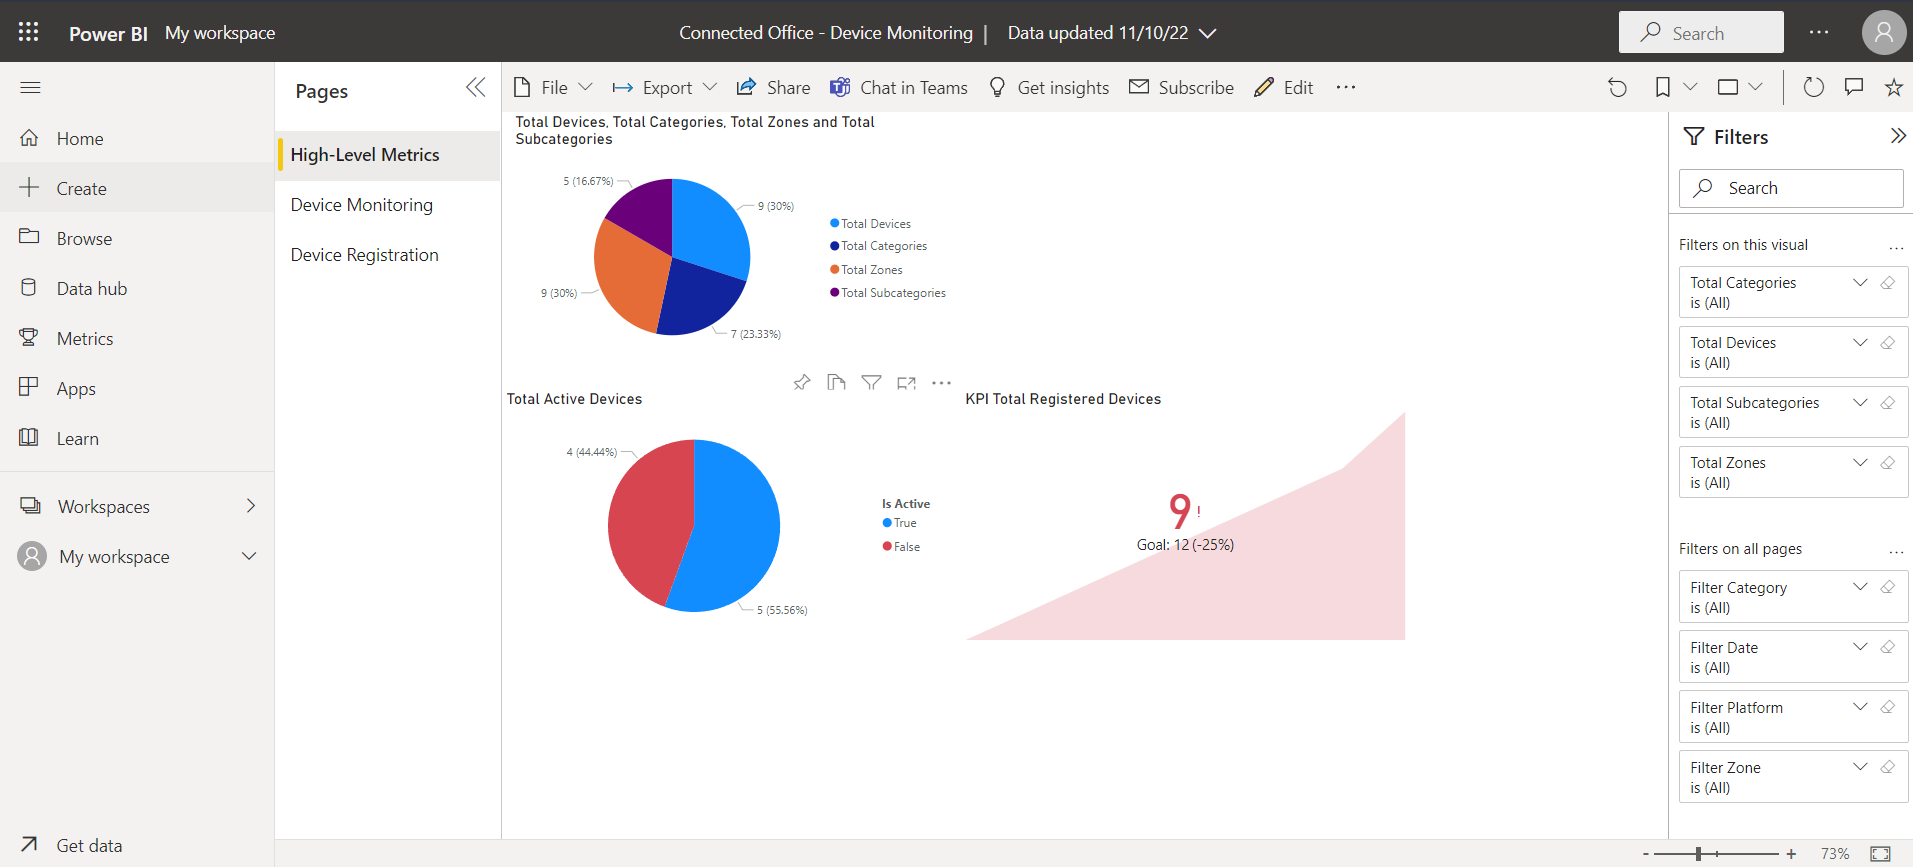 Power BI
My workspace
Connected Office - Device Monitoring | Data updated 11/10/22
Search
Home
Create
Browse
Data hub
Metrics
Apps
Learn
Workspaces
My workspace
Get data
Pages
High-Level Metrics
Device Monitoring
Device Registration
File
Export
Share
Chat in Teams
Get insights
Subscribe
Edit
Total Devices, Total Categories, Total Zones and Total
Subcategories
5 (16.67%)
9 (30%)
9 (30%)
7 (23.33%)
Total Devices
Total Categories
Total Zones
Total Subcategories
Total Active Devices
4 (44.44%)
5 (55.56%)
Is Active
True
False
KPI Total Registered Devices
9!
Goal: 12 (-25%)
Filters
Search
Filters on this visual
Total Categories
is (All)
Total Devices
is (All)
Total Subcategories
is (All)
Total Zones
is (All)
Filters on all pages
Filter Category
is (All)
Filter Date
is (All)
Filter Platform
is (All)
Filter Zone
is (All)
- + 73%